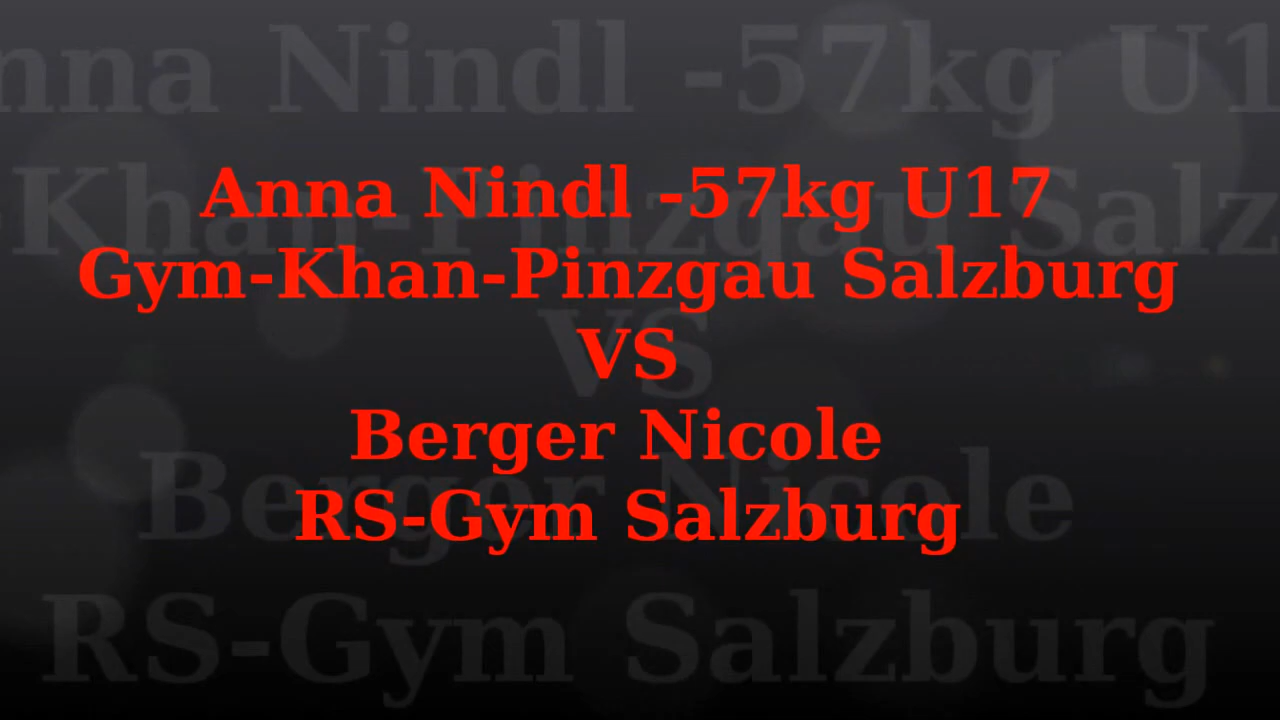 Anna Nindl -57kg U17
Gym-Khan-Pinzgau Salzburg
VS
Berger Nicole
RS-Gym Salzburg